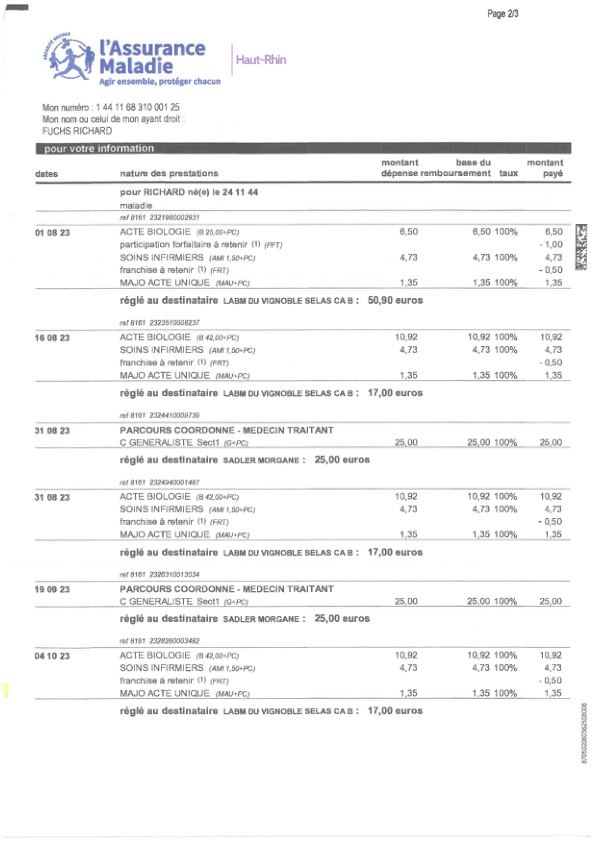 Page 2/3
SÉCURITÉ SOCIALE
l'Assurance
Maladie
Agir ensemble, protéger chacun
Haut-Rhin
Mon numéro : 1 44 11 68 310 001 25
Mon nom ou celui de mon ayant droit :
FUCHS RICHARD
pour votre information
dates nature des prestations montant dépense base du remboursement taux montant payé
pour RICHARD né(e) le 24 11 44
maladie
ref 8161 2321960002931
01 08 23 ACTE BIOLOGIE (B 25,00+PC) 6,50 6,50 100% 6,50
participation forfaitaire à retenir (1) (PFT) - 1,00
SOINS INFIRMIERS (AMI 1,50+PC) 4,73 4,73 100% 4,73
franchise à retenir (1) (FRT) - 0,50
MAJO ACTE UNIQUE (MAU+PC) 1,35 1,35 100% 1,35
réglé au destinataire LABM DU VIGNOBLE SELAS CA B : 50,90 euros
ref 8161 2323510008237
16 08 23 ACTE BIOLOGIE (B 42,00+PC) 10,92 10,92 100% 10,92
SOINS INFIRMIERS (AMI 1,50+PC) 4,73 4,73 100% 4,73
franchise à retenir (1) (FRT) - 0,50
MAJO ACTE UNIQUE (MAU+PC) 1,35 1,35 100% 1,35
réglé au destinataire LABM DU VIGNOBLE SELAS CA B : 17,00 euros
ref 8161 2324410009739
31 08 23 PARCOURS COORDONNE - MEDECIN TRAITANT
C GENERALISTE Sect1 (G+PC) 25,00 25,00 100% 25,00
réglé au destinataire SADLER MORGANE : 25,00 euros
ref 8161 2324940001487
31 08 23 ACTE BIOLOGIE (B 42,00+PC) 10,92 10,92 100% 10,92
SOINS INFIRMIERS (AMI 1,50+PC) 4,73 4,73 100% 4,73
franchise à retenir (1) (FRT) - 0,50
MAJO ACTE UNIQUE (MAU+PC) 1,35 1,35 100% 1,35
réglé au destinataire LABM DU VIGNOBLE SELAS CA B : 17,00 euros
ref 8161 2326310013034
19 09 23 PARCOURS COORDONNE - MEDECIN TRAITANT
C GENERALISTE Sect1 (G+PC) 25,00 25,00 100% 25,00
réglé au destinataire SADLER MORGANE : 25,00 euros
ref 8161 2328260003482
04 10 23 ACTE BIOLOGIE (B 42,00+PC) 10,92 10,92 100% 10,92
SOINS INFIRMIERS (AMI 1,50+PC) 4,73 4,73 100% 4,73
franchise à retenir (1) (FRT) - 0,50
MAJO ACTE UNIQUE (MAU+PC) 1,35 1,35 100% 1,35
réglé au destinataire LABM DU VIGNOBLE SELAS CA B : 17,00 euros